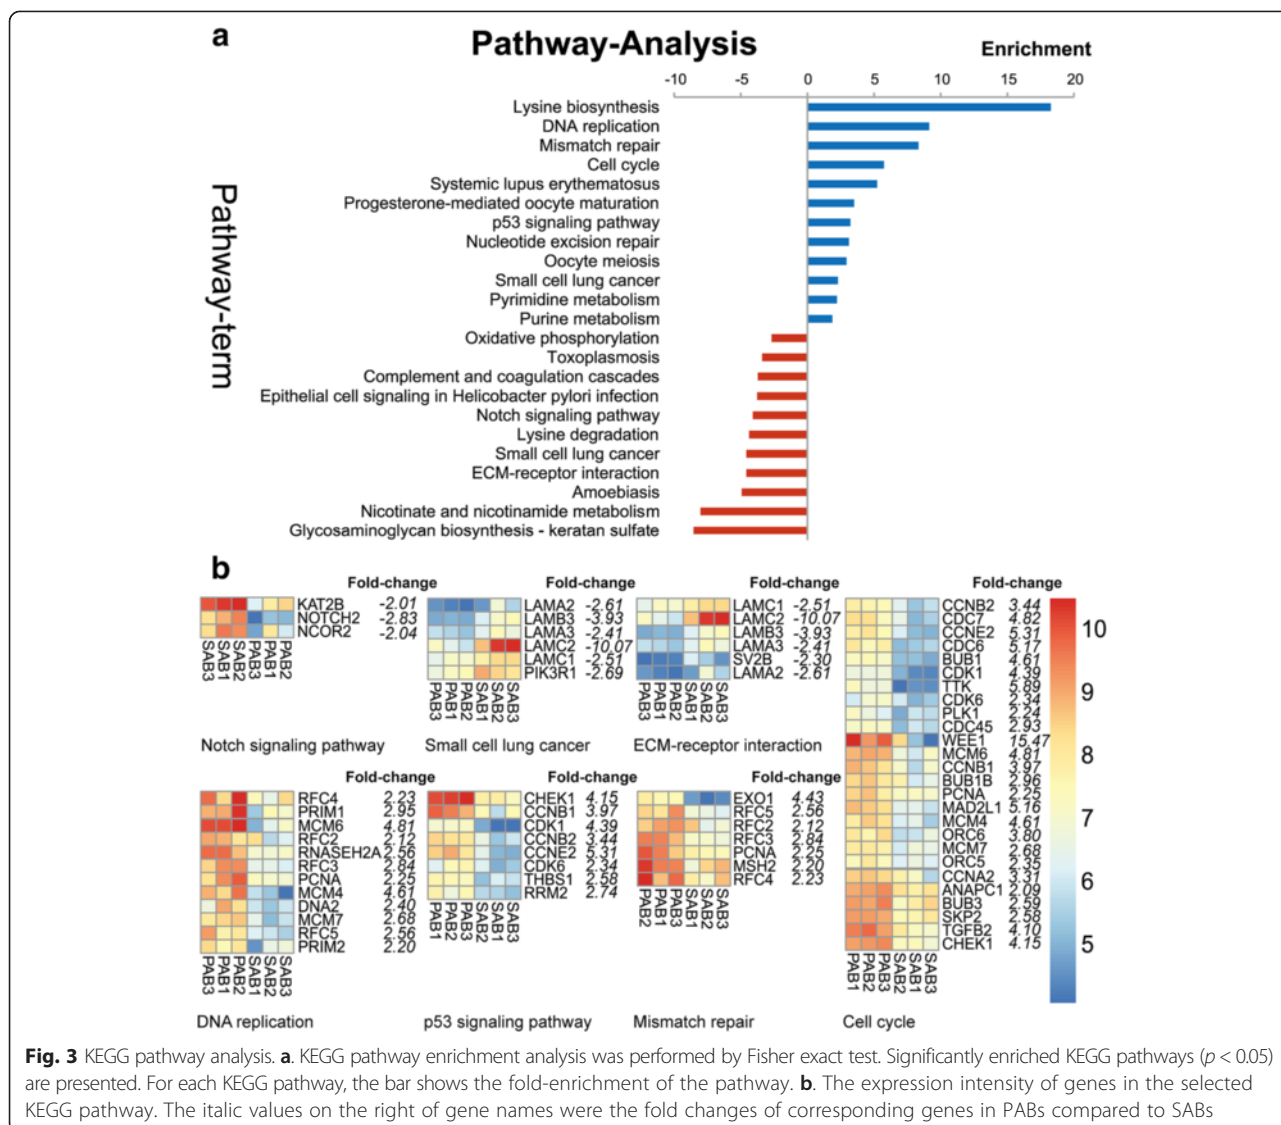 a
Pathway-Analysis
Enrichment
-10 -5 0 5 10 15 20
Pathway-term
Lysine biosynthesis
DNA replication
Mismatch repair
Cell cycle
Systemic lupus erythematosus
Progesterone-mediated oocyte maturation
p53 signaling pathway
Nucleotide excision repair
Oocyte meiosis
Small cell lung cancer
Pyrimidine metabolism
Purine metabolism
Oxidative phosphorylation
Toxoplasmosis
Complement and coagulation cascades
Epithelial cell signaling in Helicobacter pylori infection
Notch signaling pathway
Lysine degradation
Small cell lung cancer
ECM-receptor interaction
Amoebiasis
Nicotinate and nicotinamide metabolism
Glycosaminoglycan biosynthesis - keratan sulfate
b
Fold-change
KAT2B -2.01
NOTCH2 -2.83
NCOR2 -2.04
SAB3 SAB1 SAB2 PAB3 PAB1 PAB2
Notch signaling pathway
Fold-change
LAMA2 -2.61
LAMB3 -3.93
LAMA3 -2.41
LAMC2 -10.07
LAMC1 -2.51
PIK3R1 -2.69
PAB3 PAB1 PAB2 SAB1 SAB2 SAB3
Small cell lung cancer
Fold-change
LAMC1 -2.51
LAMC2 -10.07
LAMB3 -3.93
LAMA3 -2.41
SV2B -2.30
LAMA2 -2.61
PAB3 PAB1 PAB2 SAB1 SAB2 SAB3
ECM-receptor interaction
Fold-change
RFC4 2.23
PRIM1 2.95
MCM6 4.81
RFC2 2.12
RNASEH2A 2.56
RFC3 2.84
PCNA 2.25
MCM4 4.61
DNA2 2.40
MCM7 2.68
RFC5 2.56
PRIM2 2.20
PAB3 PAB1 PAB2 SAB1 SAB2 SAB3
DNA replication
Fold-change
CHEK1 4.15
CCNB1 3.97
CDK1 4.39
CCNB2 3.44
CCNE2 5.31
CDK6 2.34
THBS1 2.58
RRM2 2.74
PAB1 PAB2 PAB3 SAB2 SAB1 SAB3
p53 signaling pathway
Fold-change
EXO1 4.43
RFC5 2.56
RFC2 2.12
RFC3 2.84
PCNA 2.25
MSH2 2.20
RFC4 2.23
PAB2 PAB1 PAB3 SAB1 SAB2 SAB3
Mismatch repair
Fold-change
CCNB2 3.44
CDC7 4.82
CCNE2 5.31
CDC6 5.17
BUB1 4.61
CDK1 4.39
TTK 5.89
CDK6 2.34
PLK1 2.24
CDC45 2.93
WEE1 15.47
MCM6 4.81
CCNB1 3.97
BUB1B 2.96
PCNA 2.25
MAD2L1 5.16
MCM4 4.61
ORC6 3.80
MCM7 2.68
ORC5 2.35
CCNA2 3.31
ANAPC1 2.09
BUB3 2.59
SKP2 2.58
TGFB2 4.10
CHEK1 4.15
PAB1 PAB2 PAB3 SAB2 SAB1 SAB3
Cell cycle
10
9
8
7
6
5
Fig. 3 KEGG pathway analysis. a. KEGG pathway enrichment analysis was performed by Fisher exact test. Significantly enriched KEGG pathways (p < 0.05)
are presented. For each KEGG pathway, the bar shows the fold-enrichment of the pathway. b. The expression intensity of genes in the selected
KEGG pathway. The italic values on the right of gene names were the fold changes of corresponding genes in PABs compared to SABs